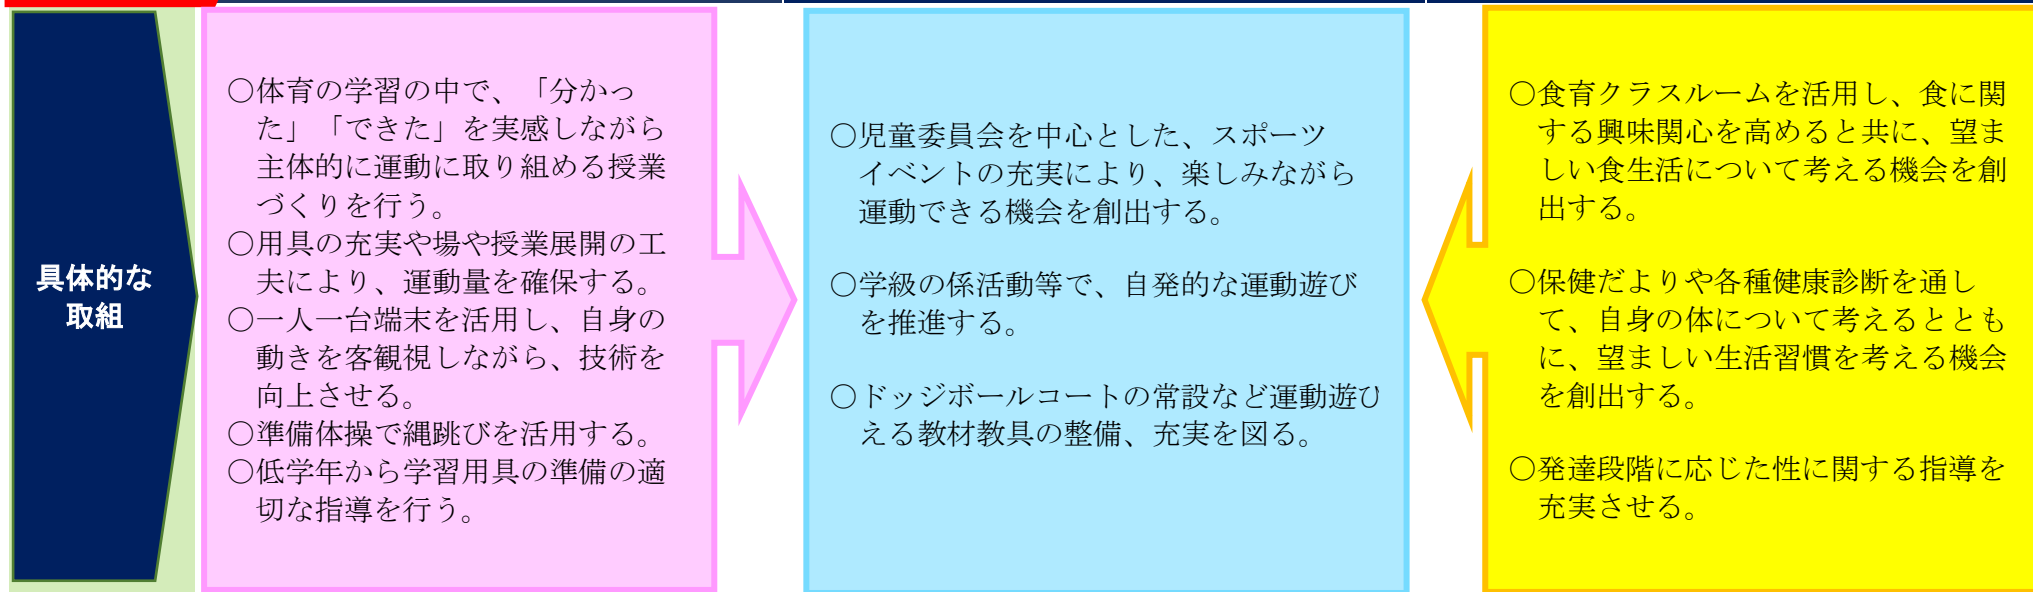 具体的な
取組
○体育の学習の中で、「分かっ
た」「できた」を実感しながら
主体的に運動に取り組める授業
づくりを行う。
○用具の充実や場や授業展開の工
夫により、運動量を確保する。
○一人一台端末を活用し、自身の
動きを客観視しながら、技術を
向上させる。
○準備体操で縄跳びを活用する。
○低学年から学習用具の準備の適
切な指導を行う。
○児童委員会を中心とした、スポーツ
イベントの充実により、楽しみながら
運動できる機会を創出する。
○学級の係活動等で、自発的な運動遊び
を推進する。
○ドッジボールコートの常設など運動遊び
える教材教具の整備、充実を図る。
○食育クラスルームを活用し、食に関
する興味関心を高めると共に、望ま
しい食生活について考える機会を創
出する。
○保健だよりや各種健康診断を通し
て、自身の体について考えるととも
に、望ましい生活習慣を考える機会
を創出する。
○発達段階に応じた性に関する指導を
充実させる。